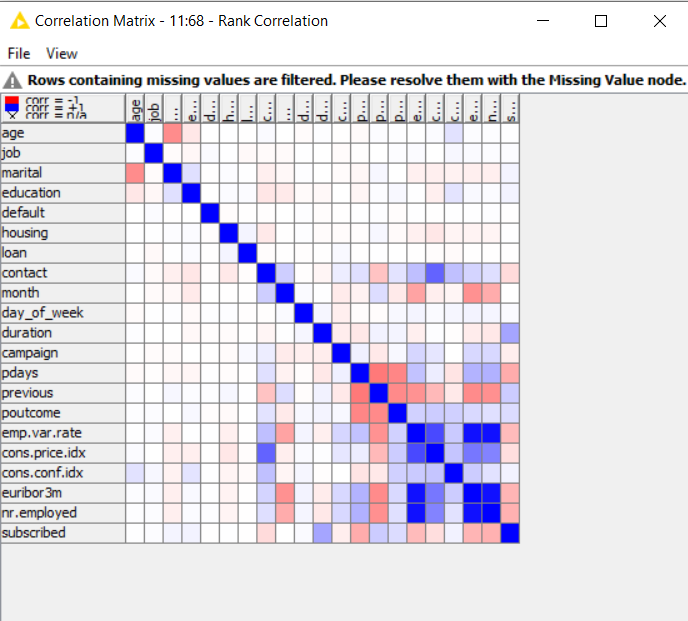 Correlation Matrix - 11:68 - Rank Correlation
File View
Rows containing missing values are filtered. Please resolve them with the Missing Value node.
corr = -1
corr = +1
corr = n/a
age job ... e... d... h... l... c... ... d... d... c... p... p... p... e... c... c... e... n... s...
age
job
marital
education
default
housing
loan
contact
month
day_of_week
duration
campaign
pdays
previous
poutcome
emp.var.rate
cons.price.idx
cons.conf.idx
euribor3m
nr.employed
subscribed